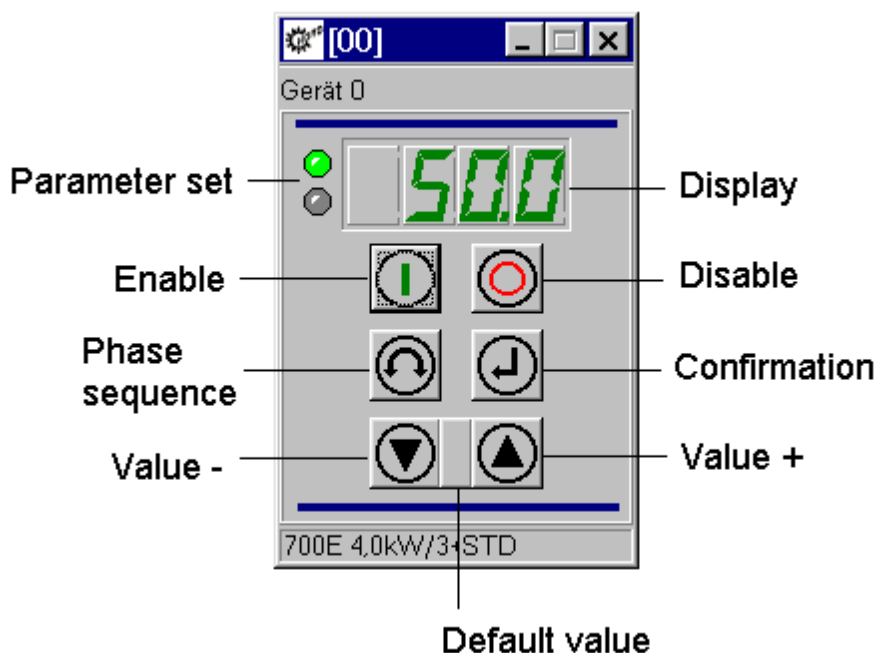 [00]
Gerät 0
Parameter set
50.0
Display
Enable
Disable
Phase
sequence
Confirmation
Value -
Value +
700E 4,0kW/3+STD
Default value